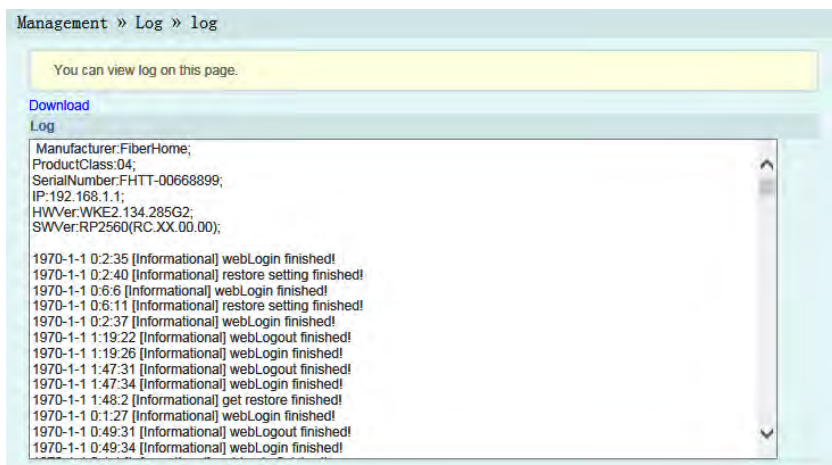 Management » Log » log
You can view log on this page.
Download
Log
Manufacturer:FiberHome;
ProductClass:04;
SerialNumber:FHTT-00668899;
IP:192.168.1.1;
HWVer:WKE2.134.285G2;
SWVer:RP2560(RC.XX.00.00);
1970-1-1 0:2:35 [Informational] webLogin finished!
1970-1-1 0:2:40 [Informational] restore setting finished!
1970-1-1 0:6:6 [Informational] webLogin finished!
1970-1-1 0:6:11 [Informational] restore setting finished!
1970-1-1 0:2:37 [Informational] webLogin finished!
1970-1-1 1:19:22 [Informational] webLogout finished!
1970-1-1 1:19:26 [Informational] webLogin finished!
1970-1-1 1:47:31 [Informational] webLogout finished!
1970-1-1 1:47:34 [Informational] webLogin finished!
1970-1-1 1:48:2 [Informational] get restore finished!
1970-1-1 0:1:27 [Informational] webLogin finished!
1970-1-1 0:49:31 [Informational] webLogout finished!
1970-1-1 0:49:34 [Informational] webLogin finished!